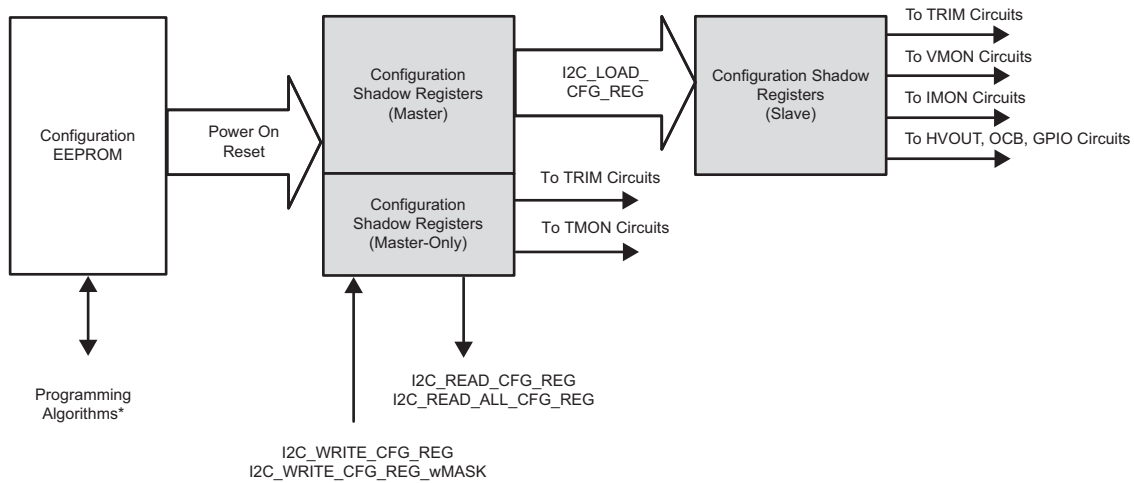 Configuration
EEPROM
Programming
Algorithms*
Power On
Reset
Configuration
Shadow Registers
(Master)
Configuration
Shadow Registers
(Master-Only)
I2C_WRITE_CFG_REG
I2C_WRITE_CFG_REG_wMASK
I2C_READ_CFG_REG
I2C_READ_ALL_CFG_REG
To TRIM Circuits
To TMON Circuits
I2C_LOAD_
CFG_REG
Configuration Shadow
Registers
(Slave)
To TRIM Circuits
To VMON Circuits
To IMON Circuits
To HVOUT, OCB, GPIO Circuits